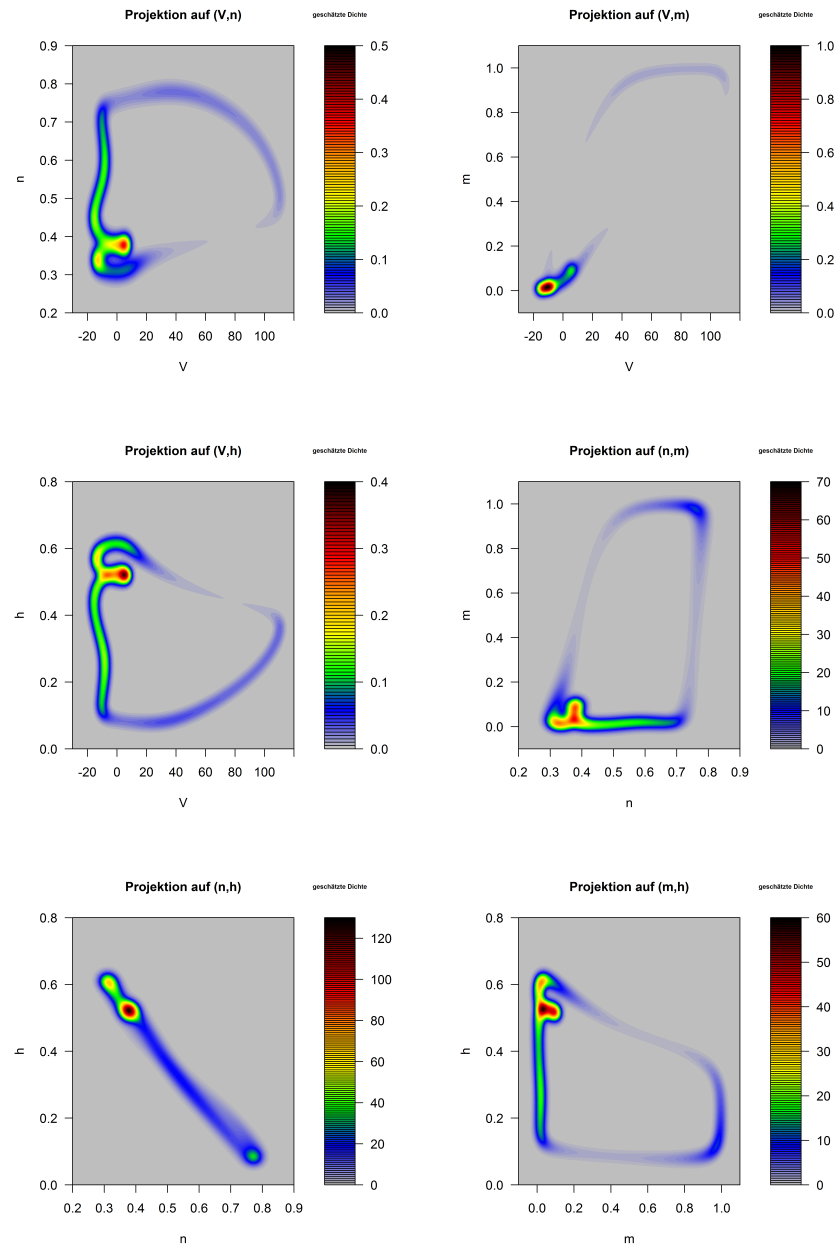 Projektion auf (V,n)
geschätzte Dichte
0.9
0.8
0.7
0.6
0.5
0.4
0.3
0.2
n
-20 0 20 40 60 80 100
V
0.5
0.4
0.3
0.2
0.1
0.0
Projektion auf (V,m)
geschätzte Dichte
1.0
0.8
0.6
0.4
0.2
0.0
m
-20 0 20 40 60 80 100
V
1.0
0.8
0.6
0.4
0.2
0.0
Projektion auf (V,h)
geschätzte Dichte
0.8
0.6
0.4
0.2
0.0
h
-20 0 20 40 60 80 100
V
0.4
0.3
0.2
0.1
0.0
Projektion auf (n,m)
geschätzte Dichte
1.0
0.8
0.6
0.4
0.2
0.0
m
0.2 0.3 0.4 0.5 0.6 0.7 0.8 0.9
n
70
60
50
40
30
20
10
0
Projektion auf (n,h)
geschätzte Dichte
0.8
0.6
0.4
0.2
0.0
h
0.2 0.3 0.4 0.5 0.6 0.7 0.8 0.9
n
120
100
80
60
40
20
0
Projektion auf (m,h)
geschätzte Dichte
0.8
0.6
0.4
0.2
0.0
h
0.0 0.2 0.4 0.6 0.8 1.0
m
60
50
40
30
20
10
0